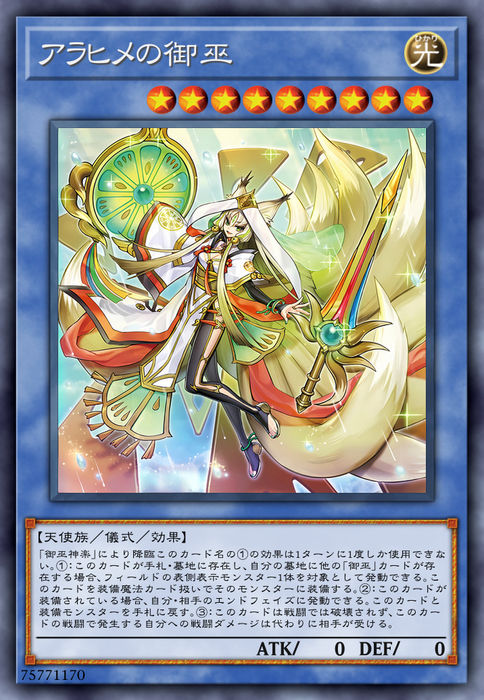 アラヒメの御巫
ひかり
光
【天使族／儀式／効果】
「御巫神楽」により降臨このカード名の①の効果は1ターンに1度しか使用できな
い。①:このカードが手札・墓地に存在し、自分の墓地に他の「御巫」カードが存
在する場合、フィールドの表側表示モンスター1体を対象として発動できる。こ
のカードを装備魔法カード扱いでそのモンスターに装備する。②:このカードが
装備されている場合、自分・相手のエンドフェイズに発動できる。このカードと
装備モンスターを手札に戻す。③:このカードは戦闘では破壊されず、このカー
ドの戦闘で発生する自分への戦闘ダメージは代わりに相手が受ける。
ATK/ 0 DEF/ 0
75771170